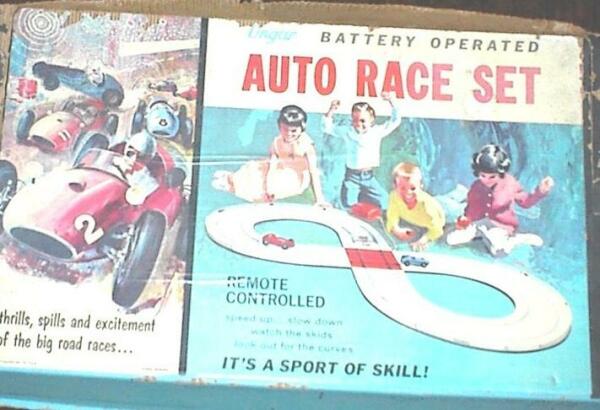 Ungar BATTERY OPERATED
AUTO RACE SET
2
REMOTE
CONTROLLED
speed up... slow down
watch the skids
look out for the curves
IT'S A SPORT OF SKILL!
thrills, spills and excitement
of the big road races...